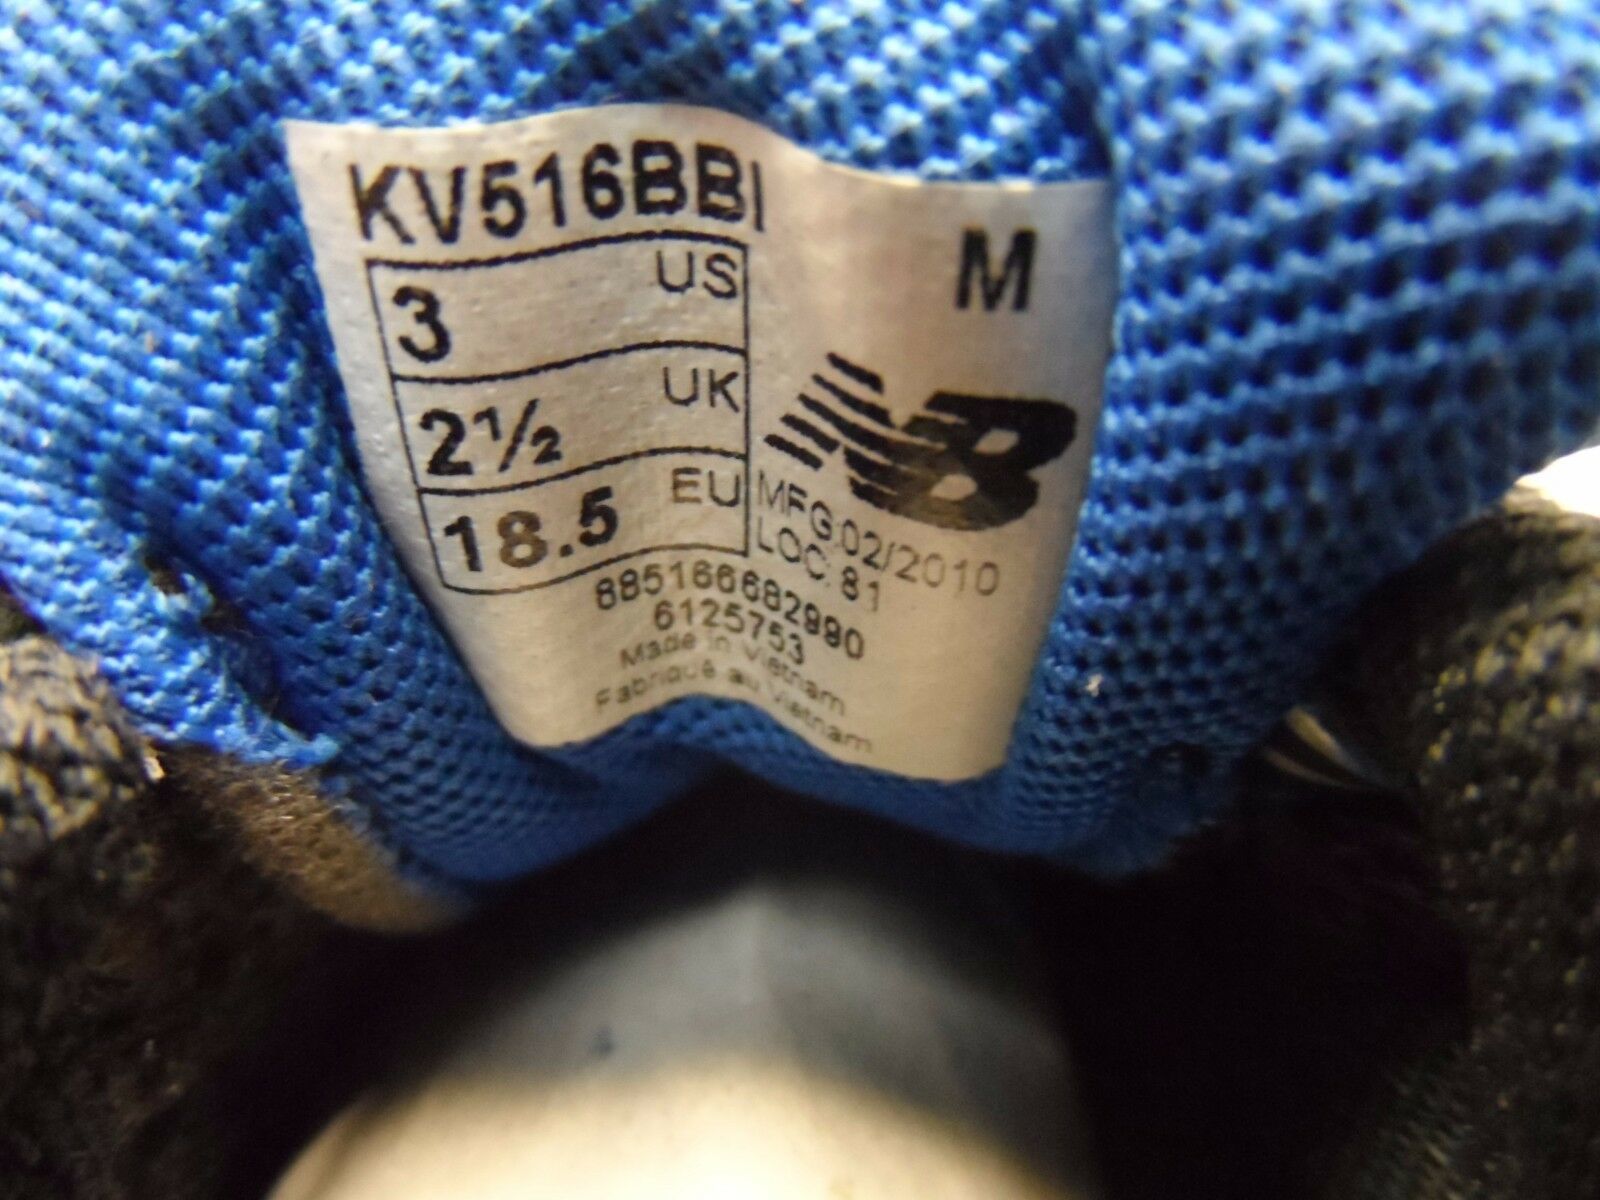 KV516BBI
M
3 US
2½ UK
18.5 EU
NB
MFG.02/2010
LOC. 81
885166682990
6125753
Made in Vietnam
Fabriqué au Vietnam